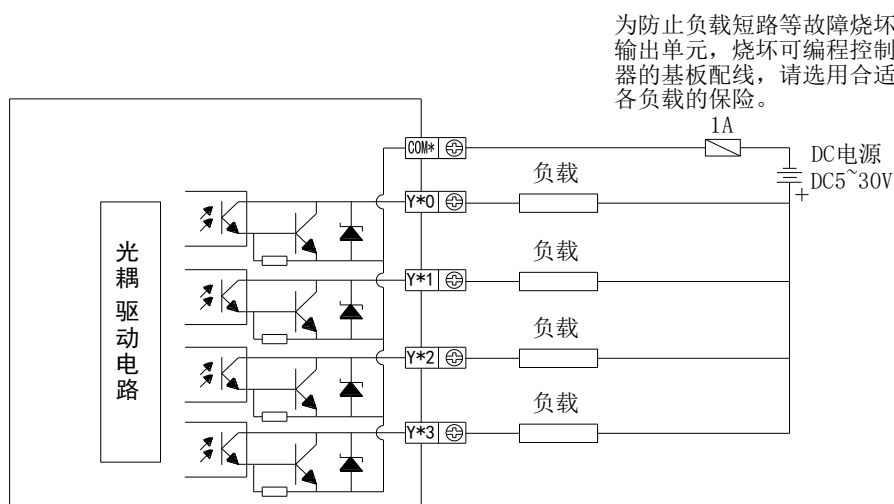 为防止负载短路等故障烧坏
输出单元，烧坏可编程控制
器的基板配线，请选用合适
各负载的保险。
1A
COM*
DC电源
DC5~30V
+
负载
Y*0
负载
Y*1
光耦驱动电路
负载
Y*2
负载
Y*3